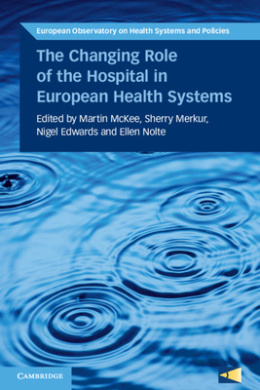 European Observatory on Health Systems and Policies
The Changing Role
of the Hospital in
European Health Systems
Edited by Martin McKee, Sherry Merkur,
Nigel Edwards and Ellen Nolte
CAMBRIDGE